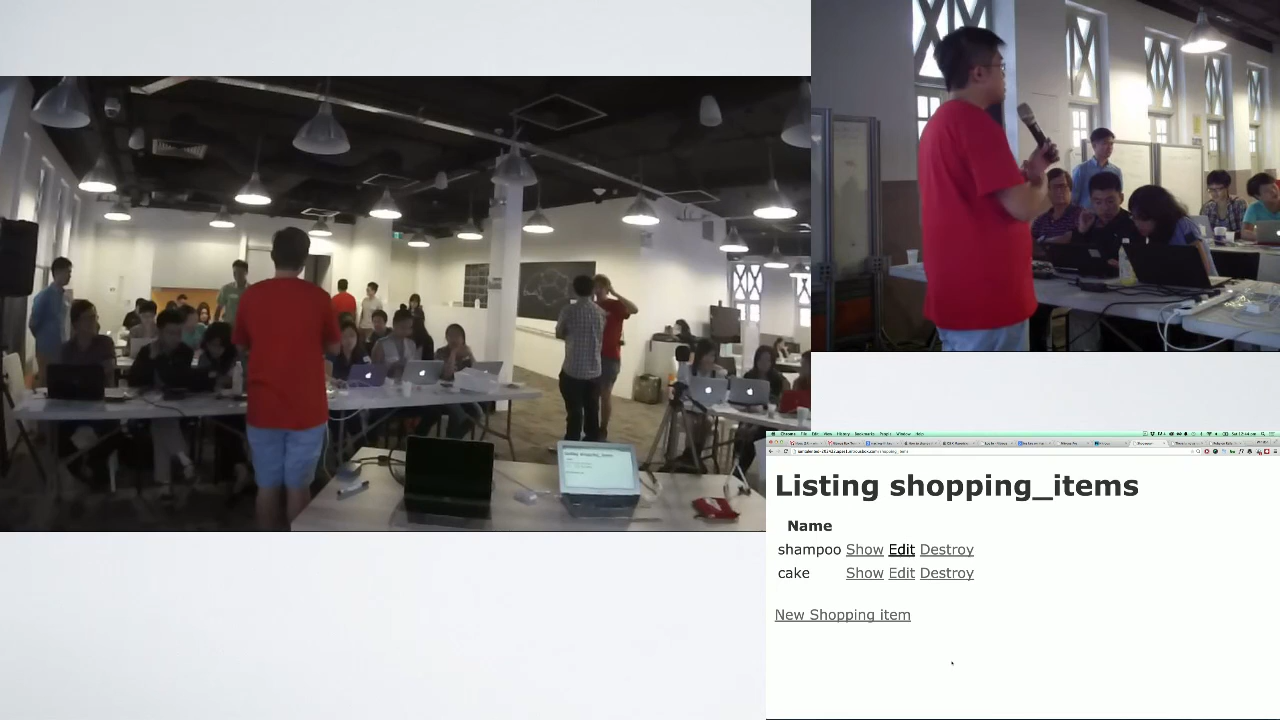 Listing shopping_items
Name
shampoo Show Edit Destroy
cake Show Edit Destroy
New Shopping item